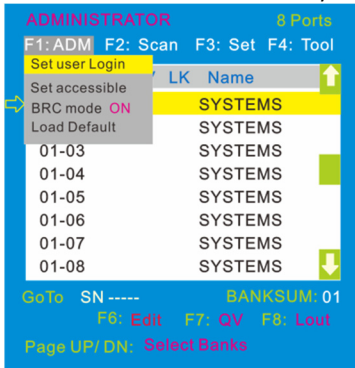 ADMINISTRATOR 8 Ports
F1: ADM F2: Scan F3: Set F4: Tool
Set user Login
LK Name
Set accessible
BRC mode ON SYSTEMS
Load Default SYSTEMS
01-03 SYSTEMS
01-04 SYSTEMS
01-05 SYSTEMS
01-06 SYSTEMS
01-07 SYSTEMS
01-08 SYSTEMS
GoTo SN ----- BANKSUM: 01
F6: Edit F7: QV F8: Lout
Page UP/ DN: Select Banks